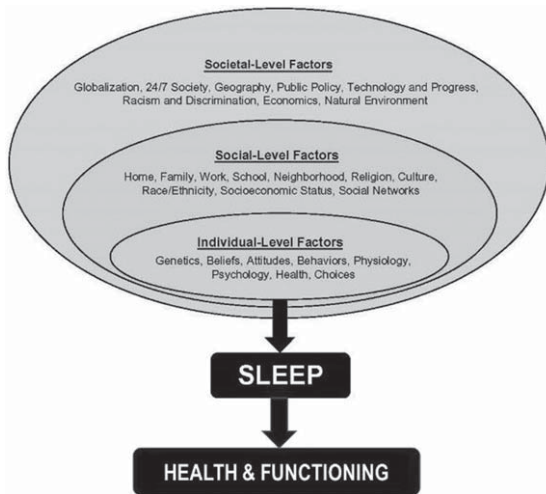 Societal-Level Factors
Globalization, 24/7 Society, Geography, Public Policy, Technology and Progress,
Racism and Discrimination, Economics, Natural Environment
Social-Level Factors
Home, Family, Work, School, Neighborhood, Religion, Culture,
Race/Ethnicity, Socioeconomic Status, Social Networks
Individual-Level Factors
Genetics, Beliefs, Attitudes, Behaviors, Physiology,
Psychology, Health, Choices
SLEEP
HEALTH & FUNCTIONING